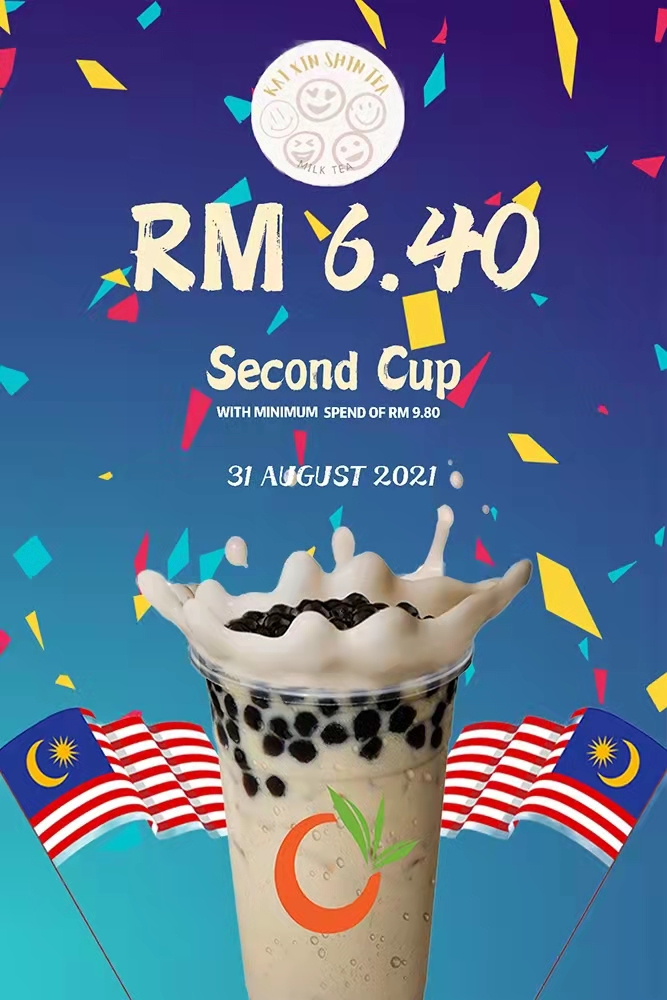 KAI XIN SHIN TEA
MILK TEA
RM 6.40
Second Cup
WITH MINIMUM SPEND OF RM 9.80
31 AUGUST 2021